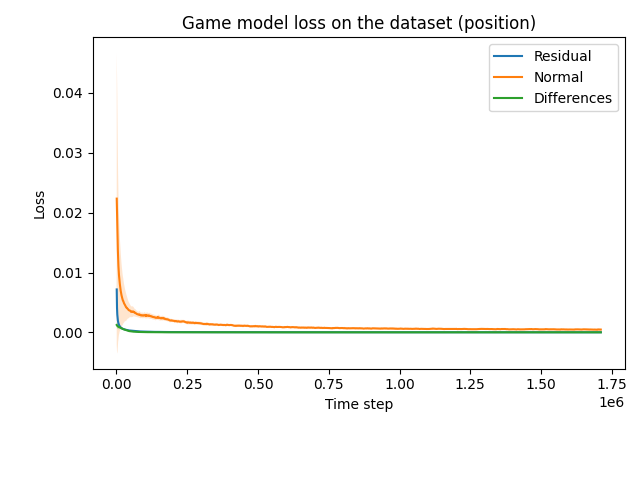 Game model loss on the dataset (position)
Residual
Normal
Differences
0.04
0.03
0.02
0.01
0.00
Loss
0.00 0.25 0.50 0.75 1.00 1.25 1.50 1.75
1e6
Time step